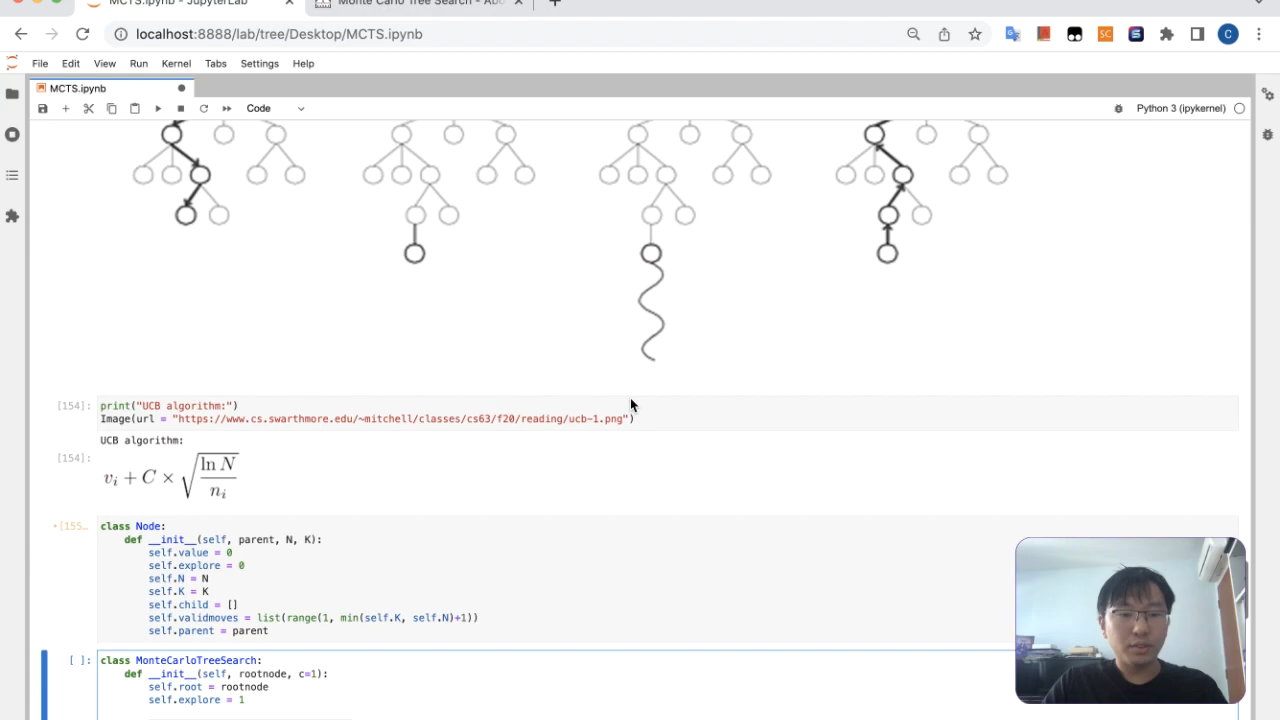 MCTS.ipynb - JupyterLab
Monte Carlo Tree Search - Abo
localhost:8888/lab/tree/Desktop/MCTS.ipynb
SC
C
File Edit View Run Kernel Tabs Settings Help
MCTS.ipynb
Code
Python 3 (ipykernel)
[154]: print("UCB algorithm:")
Image(url = "https://www.cs.swarthmore.edu/~mitchell/classes/cs63/f20/reading/ucb-1.png")
UCB algorithm:
[154]: v_i + C × √(ln N / n_i)
[155… class Node:
def __init__(self, parent, N, K):
self.value = 0
self.explore = 0
self.N = N
self.K = K
self.child = []
self.validmoves = list(range(1, min(self.K, self.N)+1))
self.parent = parent
[ ]: class MonteCarloTreeSearch:
def __init__(self, rootnode, c=1):
self.root = rootnode
self.explore = 1